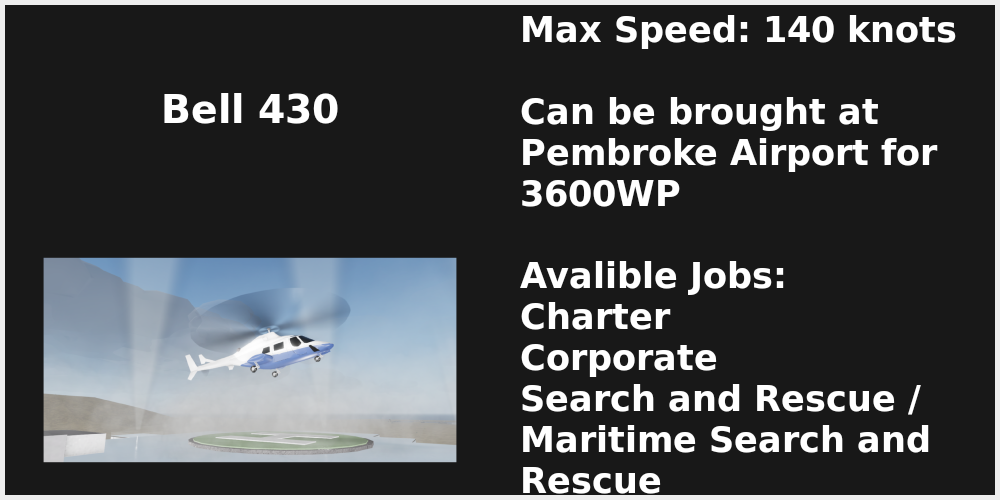 Bell 430
Max Speed: 140 knots
Can be brought at
Pembroke Airport for
3600WP
Avalible Jobs:
Charter
Corporate
Search and Rescue /
Maritime Search and
Rescue